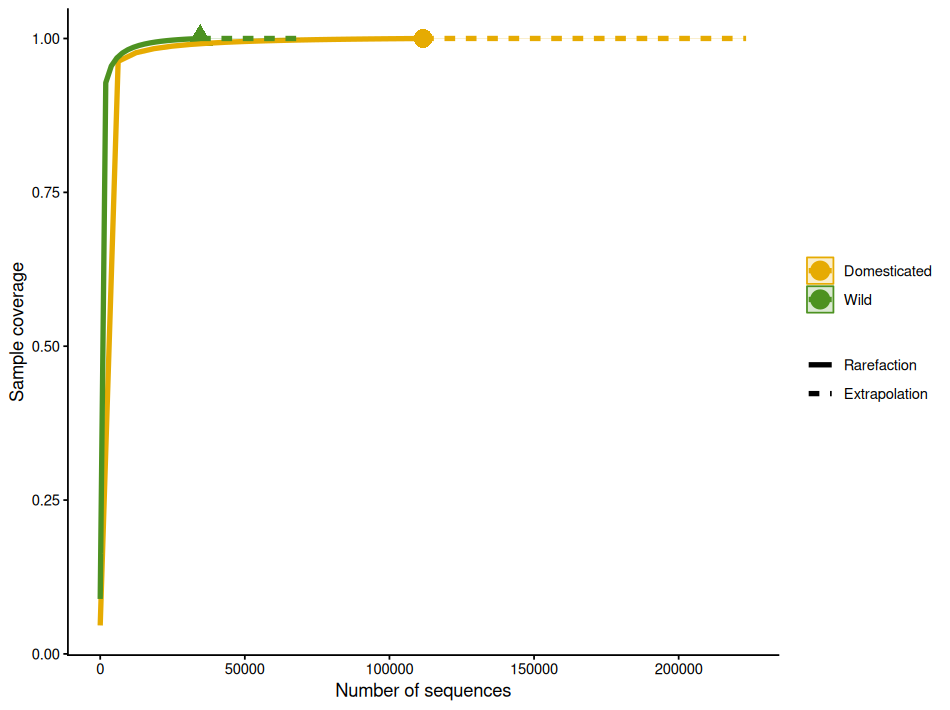 1.00
0.75
0.50
0.25
0.00
Sample coverage
0
50000
100000
150000
200000
Number of sequences
Domesticated
Wild
Rarefaction
Extrapolation